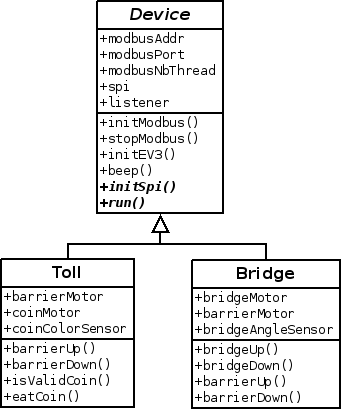 Device
+modbusAddr
+modbusPort
+modbusNbThread
+spi
+listener
+initModbus()
+stopModbus()
+initEV3()
+beep()
+initSpi()
+run()
Toll
+barrierMotor
+coinMotor
+coinColorSensor
+barrierUp()
+barrierDown()
+isValidCoin()
+eatCoin()
Bridge
+bridgeMotor
+barrierMotor
+bridgeAngleSensor
+bridgeUp()
+bridgeDown()
+barrierUp()
+barrierDown()